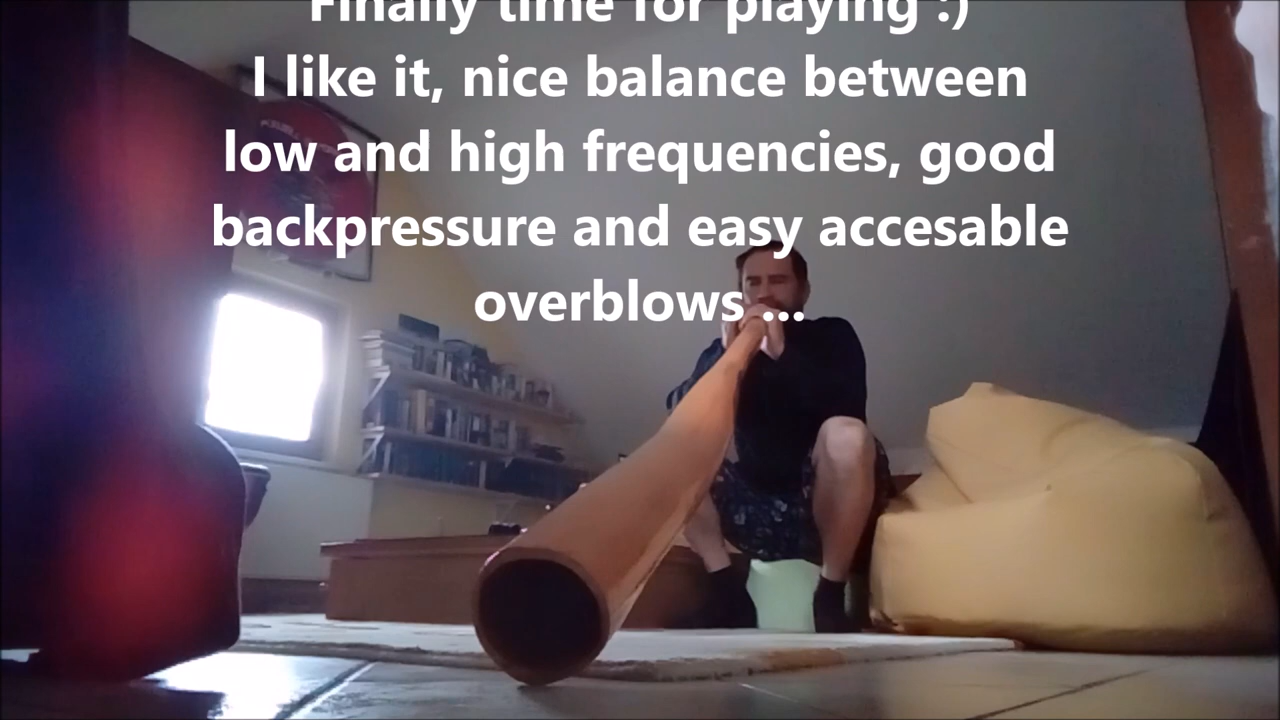 Finally time for playing :)
I like it, nice balance between
low and high frequencies, good
backpressure and easy accesable
overblows ...